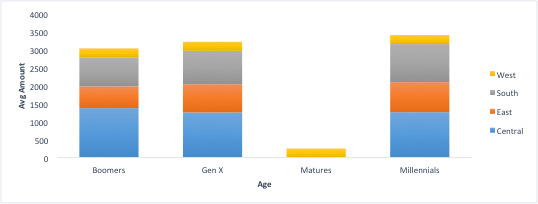 4000
3500
3000
2500
2000
1500
1000
500
0
Avg Amount
Boomers Gen X Matures Millennials
Age
West
South
East
Central